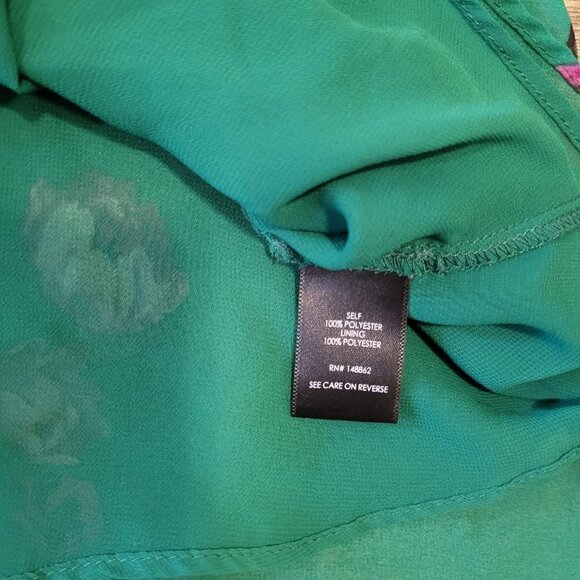 SELF
100% POLYESTER
LINING
100% POLYESTER
RN# 148862
SEE CARE ON REVERSE